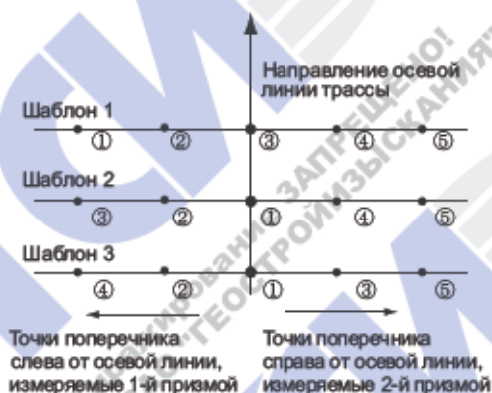 Направление осевой
линии трассы
Шаблон 1
① ② ③ ④ ⑤
Шаблон 2
③ ② ① ④ ⑤
Шаблон 3
④ ② ① ③ ⑤
Точки поперечника
слева от осевой линии,
измеряемые 1-й призмой
Точки поперечника
справа от осевой линии,
измеряемые 2-й призмой
ЗАПРЕЩЕНО!
"ГЕОСТРОЙИЗЫСКАНИЯ"